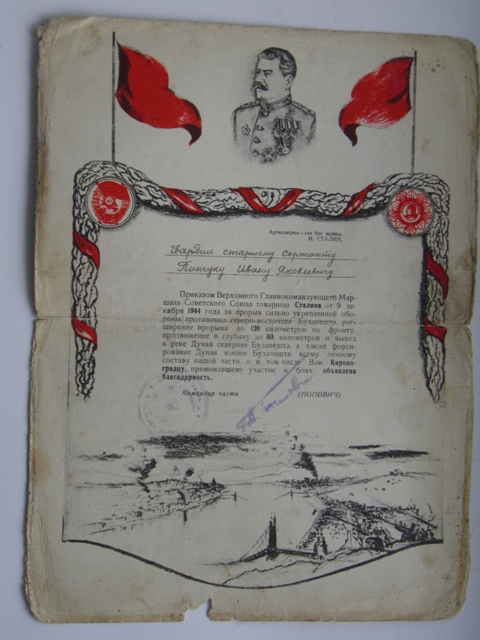 Артиллерия—это бог войны.
И. СТАЛИН.
Гвардии старшему сержанту
Пинчуку Ивану Яковлевичу
Приказом Верховного Главнокомандующего Мар-
шала Советского Союза товарища Сталина от 9 де-
кабря 1944 года за прорыв сильно укрепленной обо-
роны противника северо-восточнее Будапешта, рас-
ширение прорыва до 120 километров по фронту,
продвижение в глубину до 60 километров и выход
к реке Дунай севернее Будапешта, а также форси-
рование Дуная южнее Будапешта всему личному
составу нашей части, а в том числе Вам, Кирово-
градцу, принимавшему участие в боях объявлена
благодарность.
Командир части (ПОПОВИЧ)